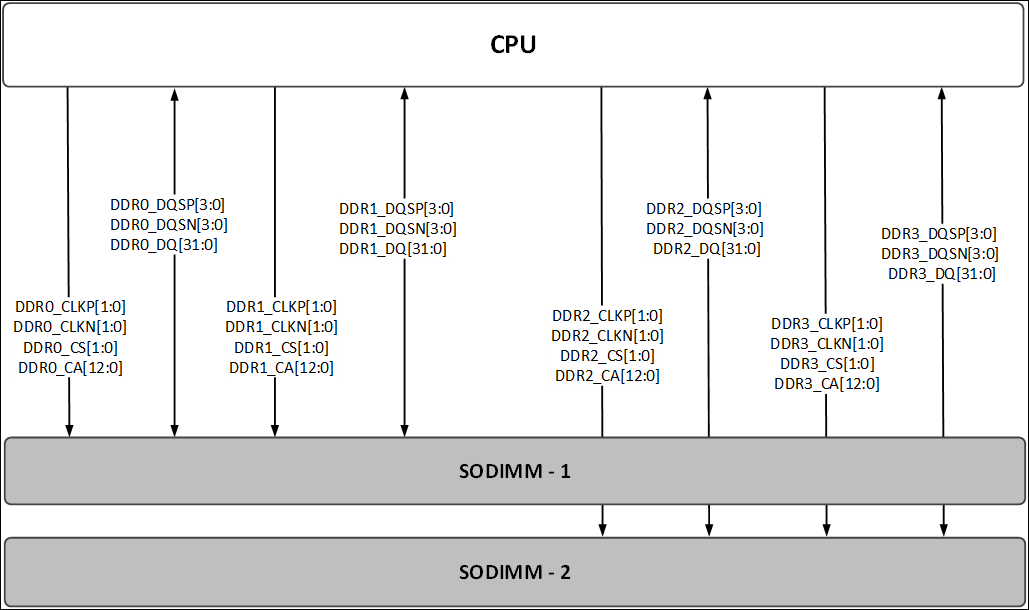 CPU
DDR0_DQSP[3:0]
DDR0_DQSN[3:0]
DDR0_DQ[31:0]
DDR1_DQSP[3:0]
DDR1_DQSN[3:0]
DDR1_DQ[31:0]
DDR2_DQSP[3:0]
DDR2_DQSN[3:0]
DDR2_DQ[31:0]
DDR3_DQSP[3:0]
DDR3_DQSN[3:0]
DDR3_DQ[31:0]
DDR0_CLKP[1:0]
DDR0_CLKN[1:0]
DDR0_CS[1:0]
DDR0_CA[12:0]
DDR1_CLKP[1:0]
DDR1_CLKN[1:0]
DDR1_CS[1:0]
DDR1_CA[12:0]
DDR2_CLKP[1:0]
DDR2_CLKN[1:0]
DDR2_CS[1:0]
DDR2_CA[12:0]
DDR3_CLKP[1:0]
DDR3_CLKN[1:0]
DDR3_CS[1:0]
DDR3_CA[12:0]
SODIMM - 1
SODIMM - 2